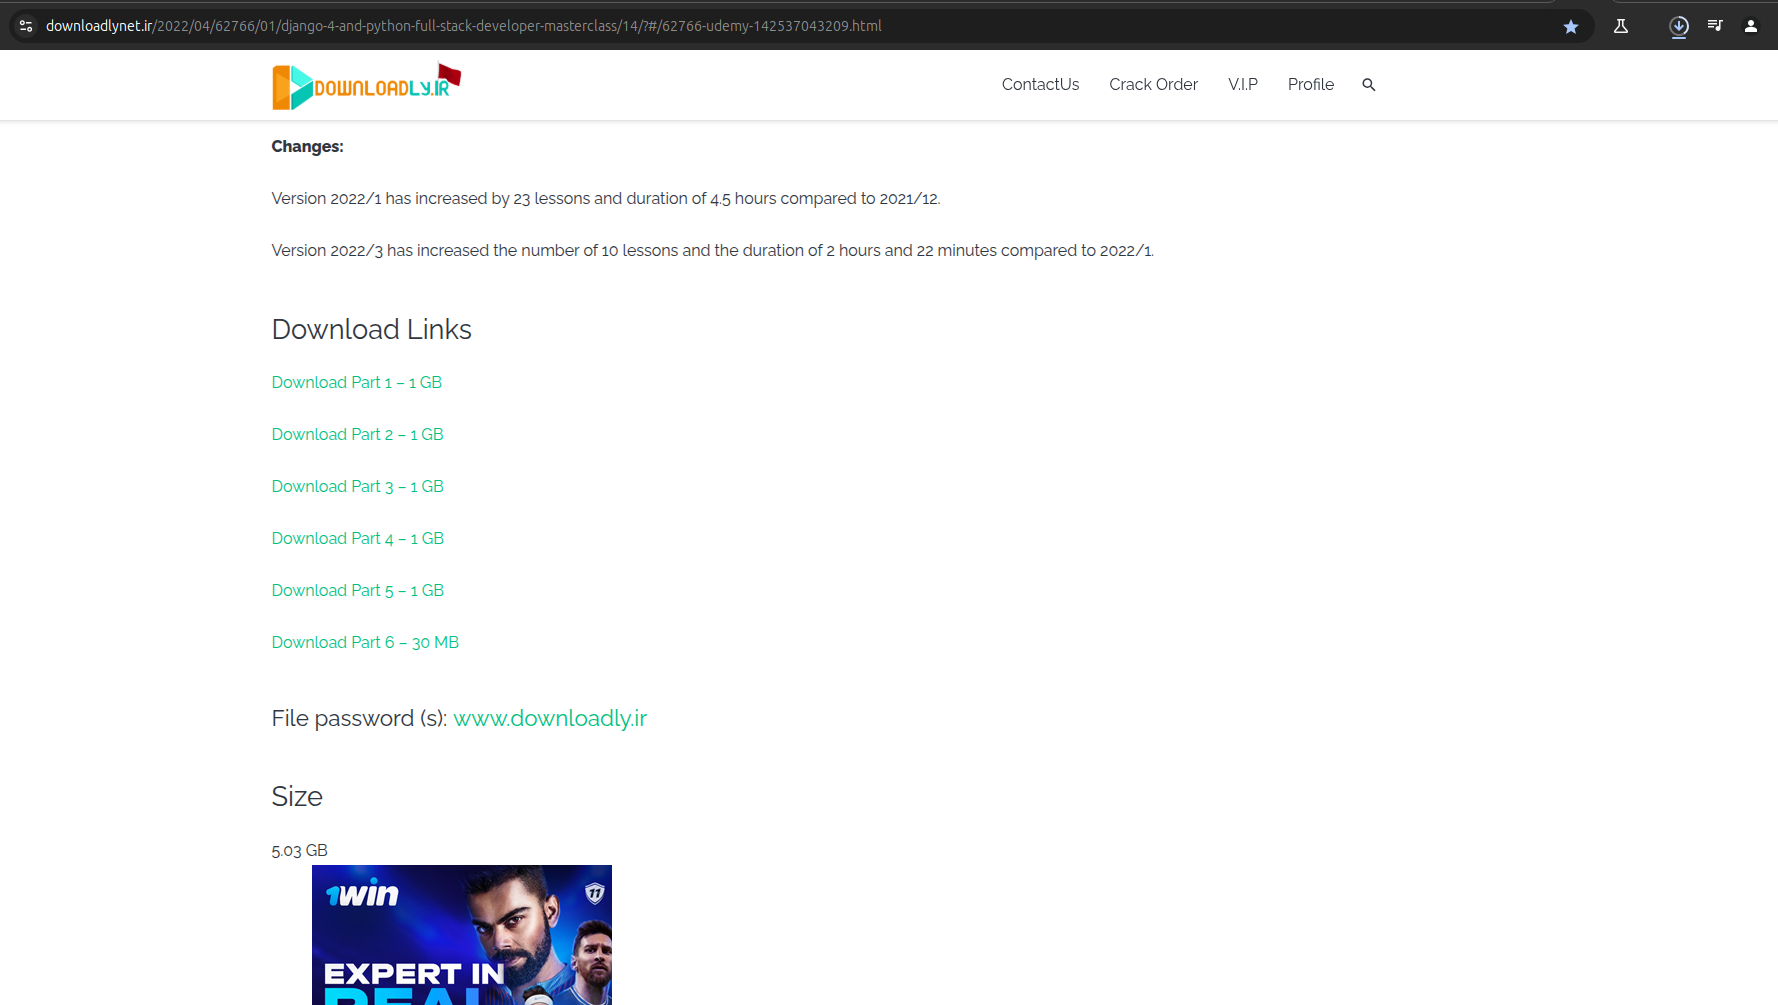 downloadlynet.ir/2022/04/62766/01/django-4-and-python-full-stack-developer-masterclass/14/?#/62766-udemy-142537043209.html
DOWNLOADLY.IR
ContactUs
Crack Order
V.I.P
Profile
Changes:
Version 2022/1 has increased by 23 lessons and duration of 4.5 hours compared to 2021/12.
Version 2022/3 has increased the number of 10 lessons and the duration of 2 hours and 22 minutes compared to 2022/1.
Download Links
Download Part 1 – 1 GB
Download Part 2 – 1 GB
Download Part 3 – 1 GB
Download Part 4 – 1 GB
Download Part 5 – 1 GB
Download Part 6 – 30 MB
File password (s): www.downloadly.ir
Size
5.03 GB
1win
11
EXPERT IN
REAL